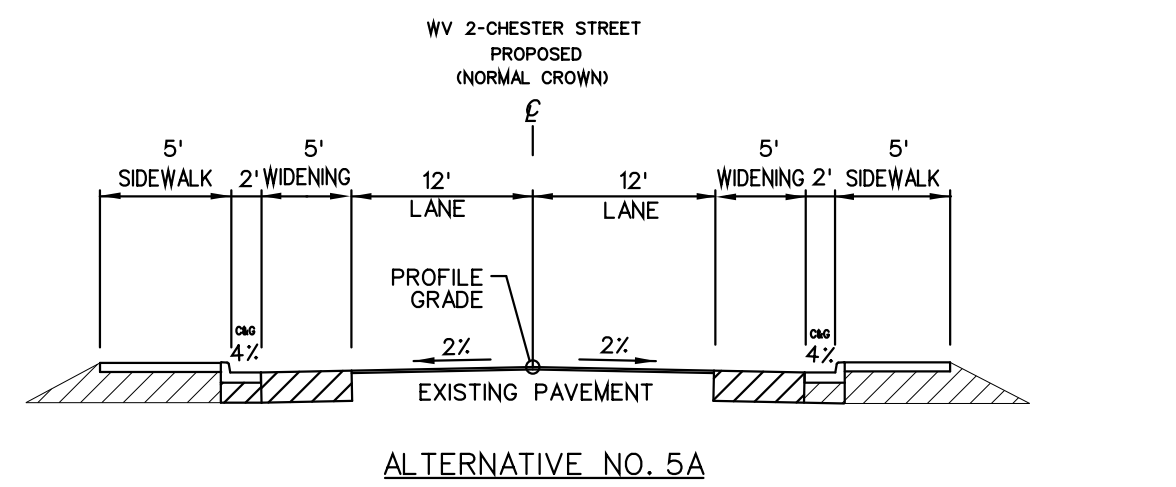 WV 2-CHESTER STREET
PROPOSED
(NORMAL CROWN)
℄
5' 5' 5' 5'
SIDEWALK 2' WIDENING 12' 12' WIDENING 2' SIDEWALK
LANE LANE
PROFILE
GRADE
C&G C&G
4% 2% 2% 4%
EXISTING PAVEMENT
ALTERNATIVE NO. 5A